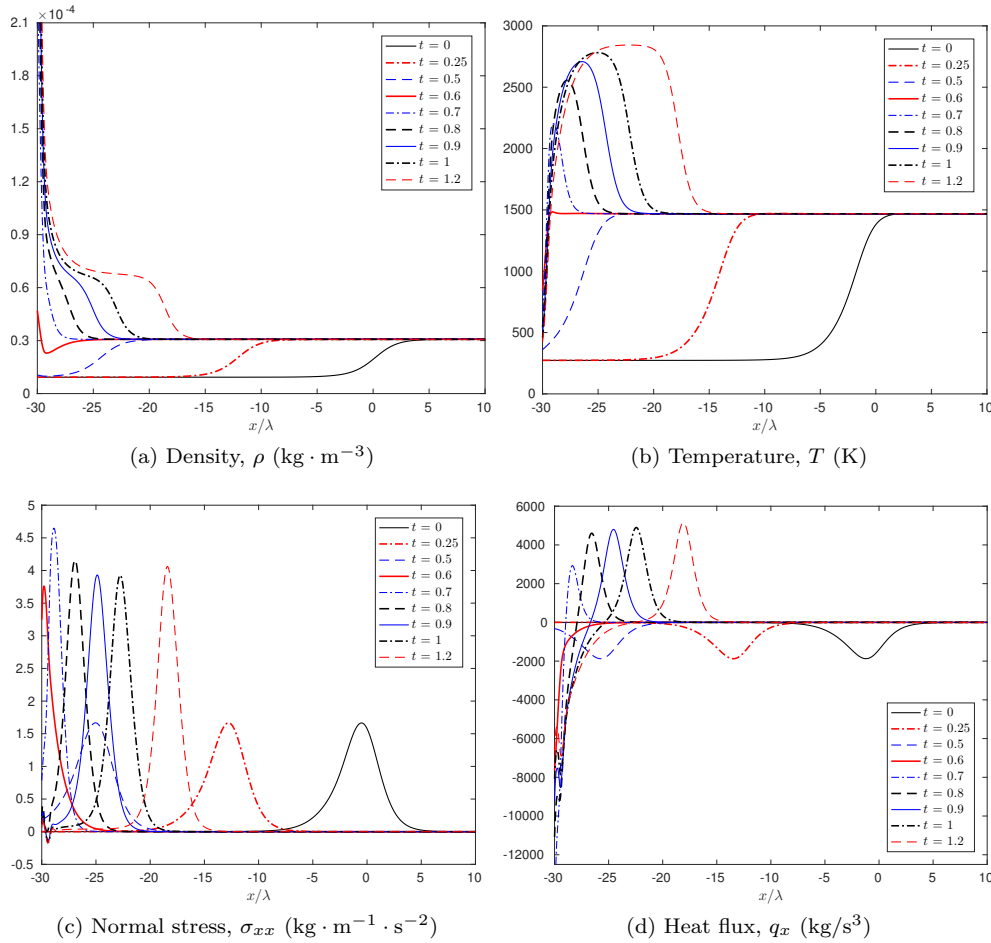 ×10⁻⁴
2.1
1.8
1.5
1.2
0.9
0.6
0.3
0
-30 -25 -20 -15 -10 -5 0 5 10
x/λ
t = 0
t = 0.25
t = 0.5
t = 0.6
t = 0.7
t = 0.8
t = 0.9
t = 1
t = 1.2
(a) Density, ρ (kg · m⁻³)
3000
2500
2000
1500
1000
500
0
-30 -25 -20 -15 -10 -5 0 5 10
x/λ
t = 0
t = 0.25
t = 0.5
t = 0.6
t = 0.7
t = 0.8
t = 0.9
t = 1
t = 1.2
(b) Temperature, T (K)
5
4.5
4
3.5
3
2.5
2
1.5
1
0.5
0
-0.5
-30 -25 -20 -15 -10 -5 0 5 10
x/λ
t = 0
t = 0.25
t = 0.5
t = 0.6
t = 0.7
t = 0.8
t = 0.9
t = 1
t = 1.2
(c) Normal stress, σxx (kg · m⁻¹ · s⁻²)
6000
4000
2000
0
-2000
-4000
-6000
-8000
-10000
-12000
-30 -25 -20 -15 -10 -5 0 5 10
x/λ
t = 0
t = 0.25
t = 0.5
t = 0.6
t = 0.7
t = 0.8
t = 0.9
t = 1
t = 1.2
(d) Heat flux, qx (kg/s³)